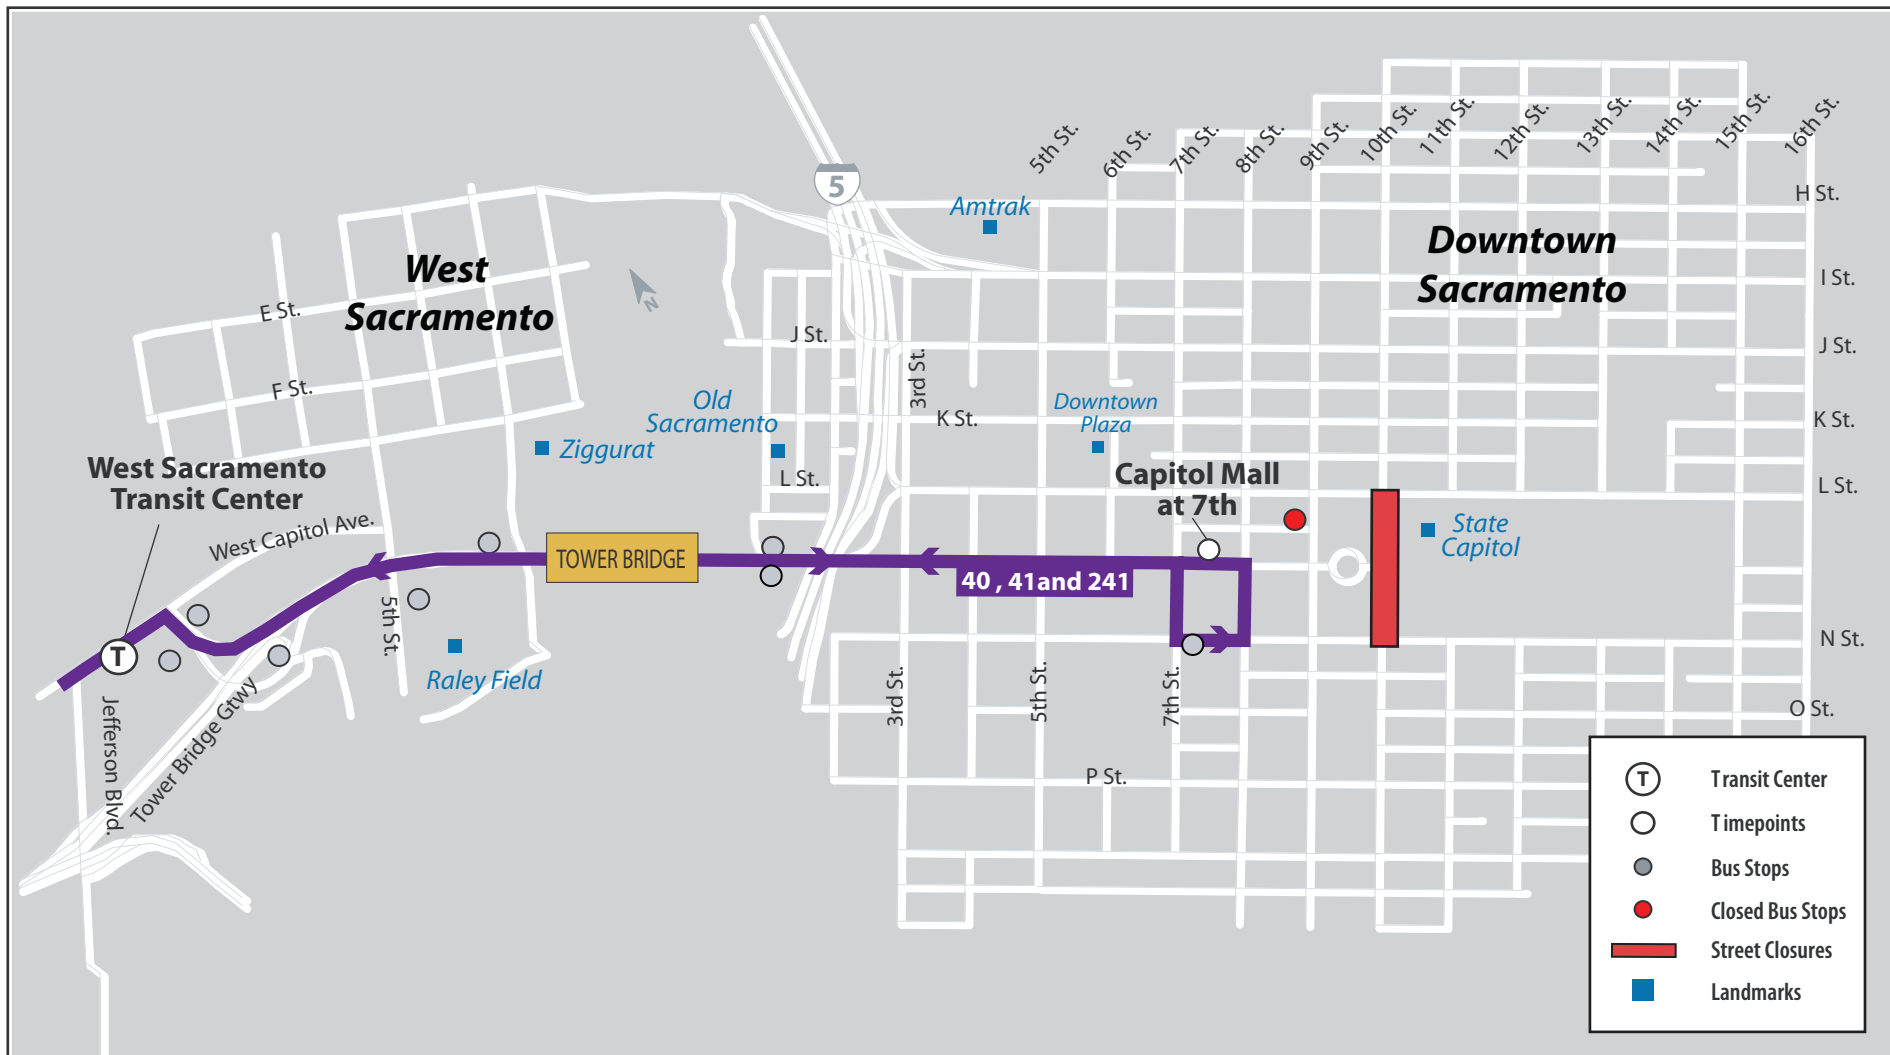 5th St.
6th St.
7th St.
8th St.
9th St.
10th St.
11th St.
12th St.
13th St.
14th St.
15th St.
16th St.
5
H St.
Amtrak
Downtown
Sacramento
West
Sacramento
N
I St.
E St.
J St.
J St.
3rd St.
F St.
Old
Sacramento
Downtown
Plaza
K St.
K St.
Ziggurat
West Sacramento
Transit Center
L St.
Capitol Mall
at 7th
L St.
West Capitol Ave.
State
Capitol
TOWER BRIDGE
40 , 41and 241
5th St.
N St.
T
Raley Field
3rd St.
5th St.
7th St.
O St.
Jefferson Blvd.
Tower Bridge Gtwy
P St.
T Transit Center
Timepoints
Bus Stops
Closed Bus Stops
Street Closures
Landmarks